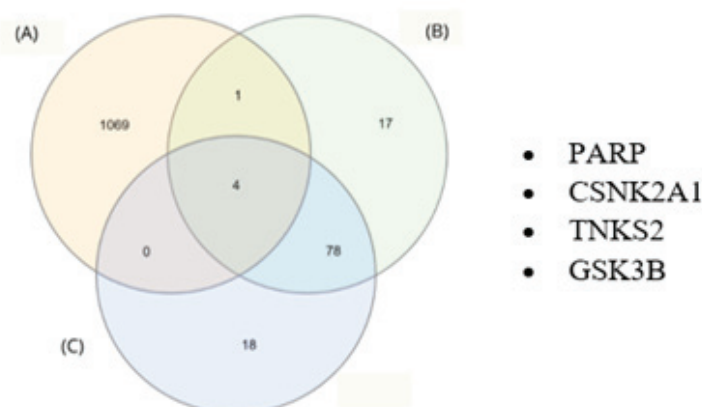 (A)
(B)
1
1069
17
4
0
78
(C)
18
• PARP
• CSNK2A1
• TNKS2
• GSK3B